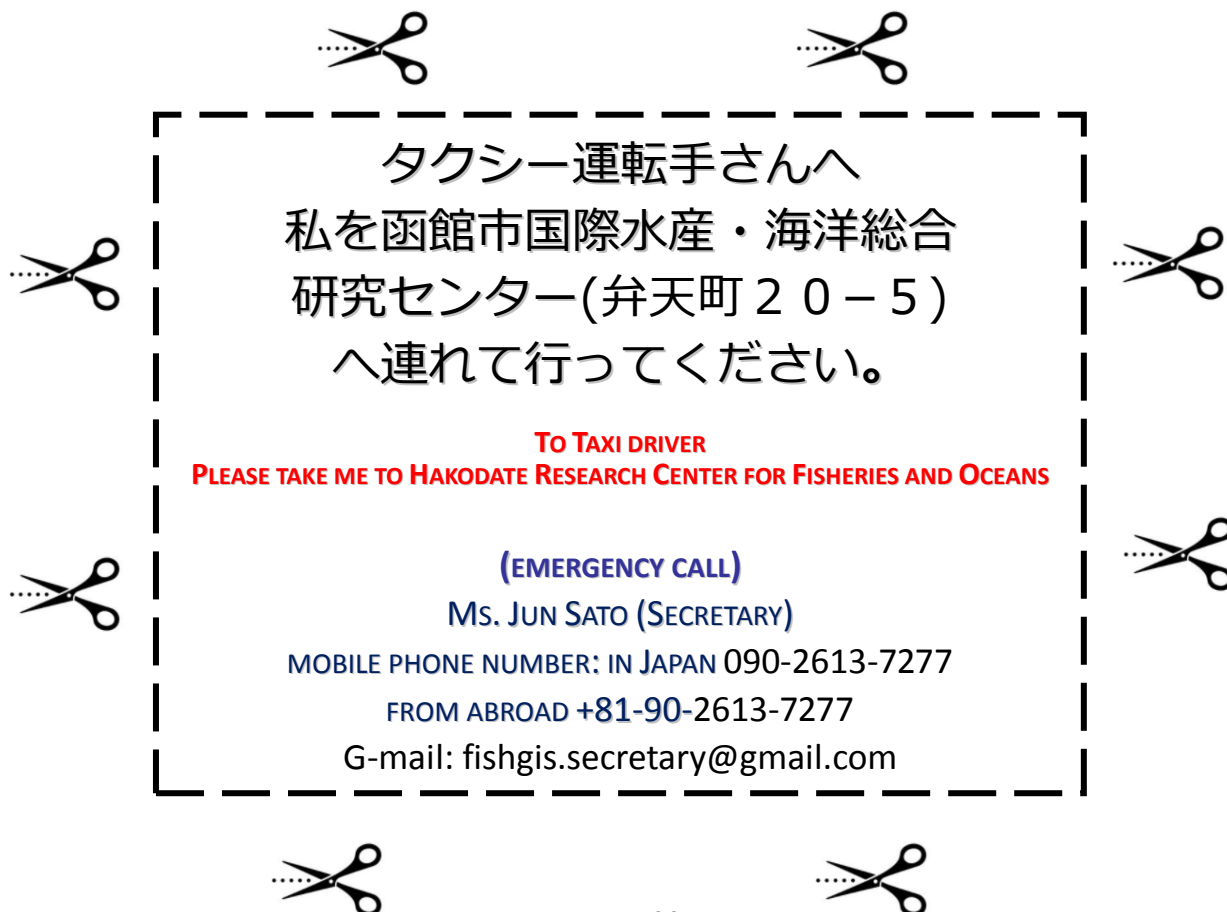 タクシー運転手さんへ
私を函館市国際水産・海洋総合
研究センター(弁天町２０－５)
へ連れて行ってください。
TO TAXI DRIVER
PLEASE TAKE ME TO HAKODATE RESEARCH CENTER FOR FISHERIES AND OCEANS
(EMERGENCY CALL)
MS. JUN SATO (SECRETARY)
MOBILE PHONE NUMBER: IN JAPAN 090-2613-7277
FROM ABROAD +81-90-2613-7277
G-mail: fishgis.secretary@gmail.com